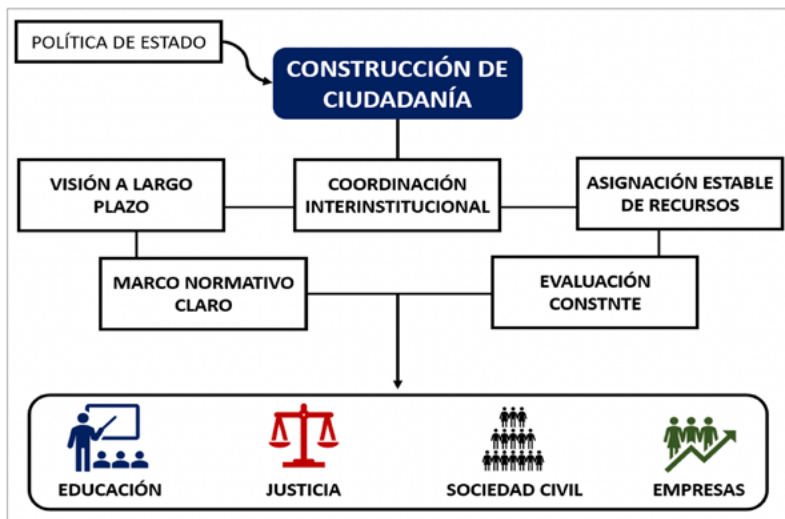 POLÍTICA DE ESTADO
CONSTRUCCIÓN DE
CIUDADANÍA
VISIÓN A LARGO
PLAZO
COORDINACIÓN
INTERINSTITUCIONAL
ASIGNACIÓN ESTABLE
DE RECURSOS
MARCO NORMATIVO
CLARO
EVALUACIÓN
CONSTNTE
EDUCACIÓN
JUSTICIA
SOCIEDAD CIVIL
EMPRESAS